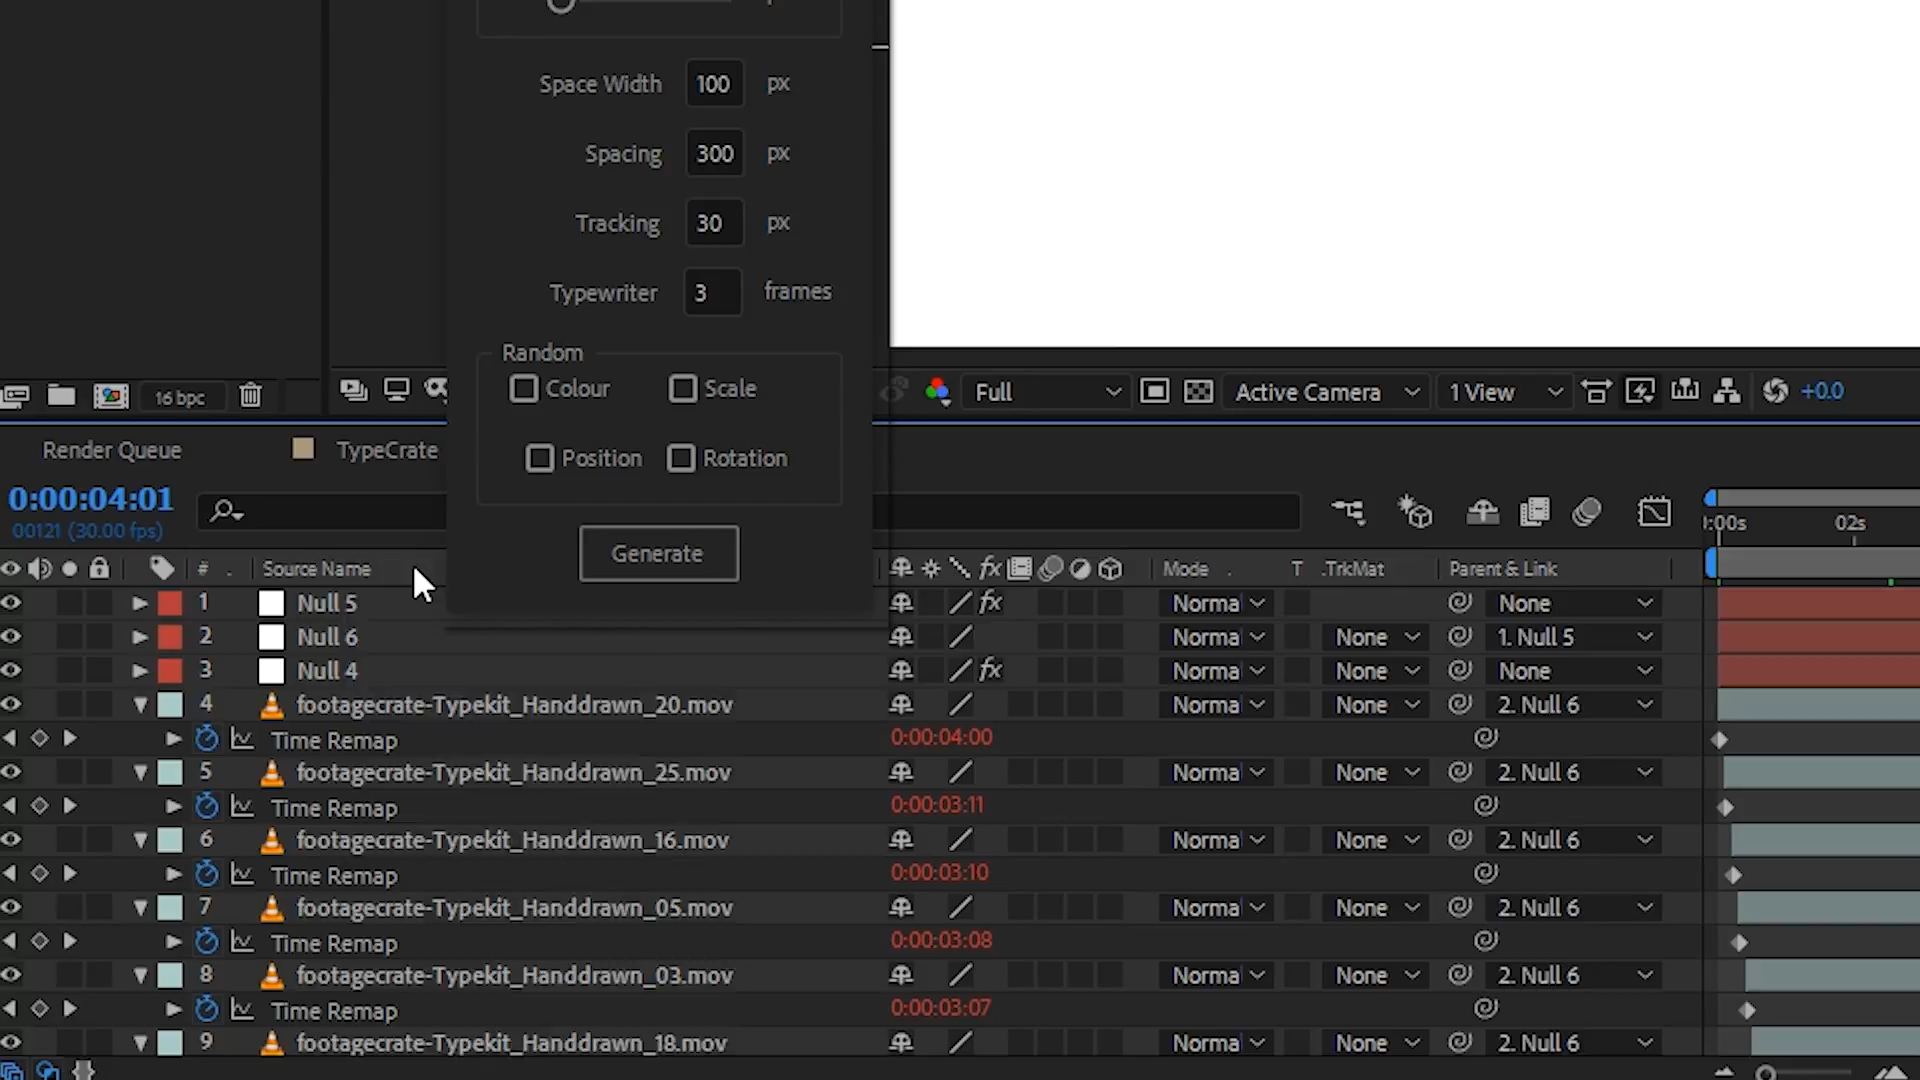 Space Width 100 px
Spacing 300 px
Tracking 30 px
Typewriter 3 frames
Random
Colour Scale
Position Rotation
Generate
16 bpc
Full Active Camera 1 View +0.0
Render Queue TypeCrate
0:00:04:01
00121 (30.00 fps)
:00s 02s
# . Source Name fx Mode . T .TrkMat Parent & Link
1 Null 5 fx Norma None
2 Null 6 Norma None 1. Null 5
3 Null 4 fx Norma None None
4 footagecrate-Typekit_Handdrawn_20.mov Norma None 2. Null 6
Time Remap 0:00:04:00
5 footagecrate-Typekit_Handdrawn_25.mov Norma None 2. Null 6
Time Remap 0:00:03:11
6 footagecrate-Typekit_Handdrawn_16.mov Norma None 2. Null 6
Time Remap 0:00:03:10
7 footagecrate-Typekit_Handdrawn_05.mov Norma None 2. Null 6
Time Remap 0:00:03:08
8 footagecrate-Typekit_Handdrawn_03.mov Norma None 2. Null 6
Time Remap 0:00:03:07
9 footagecrate-Typekit_Handdrawn_18.mov Norma None 2. Null 6